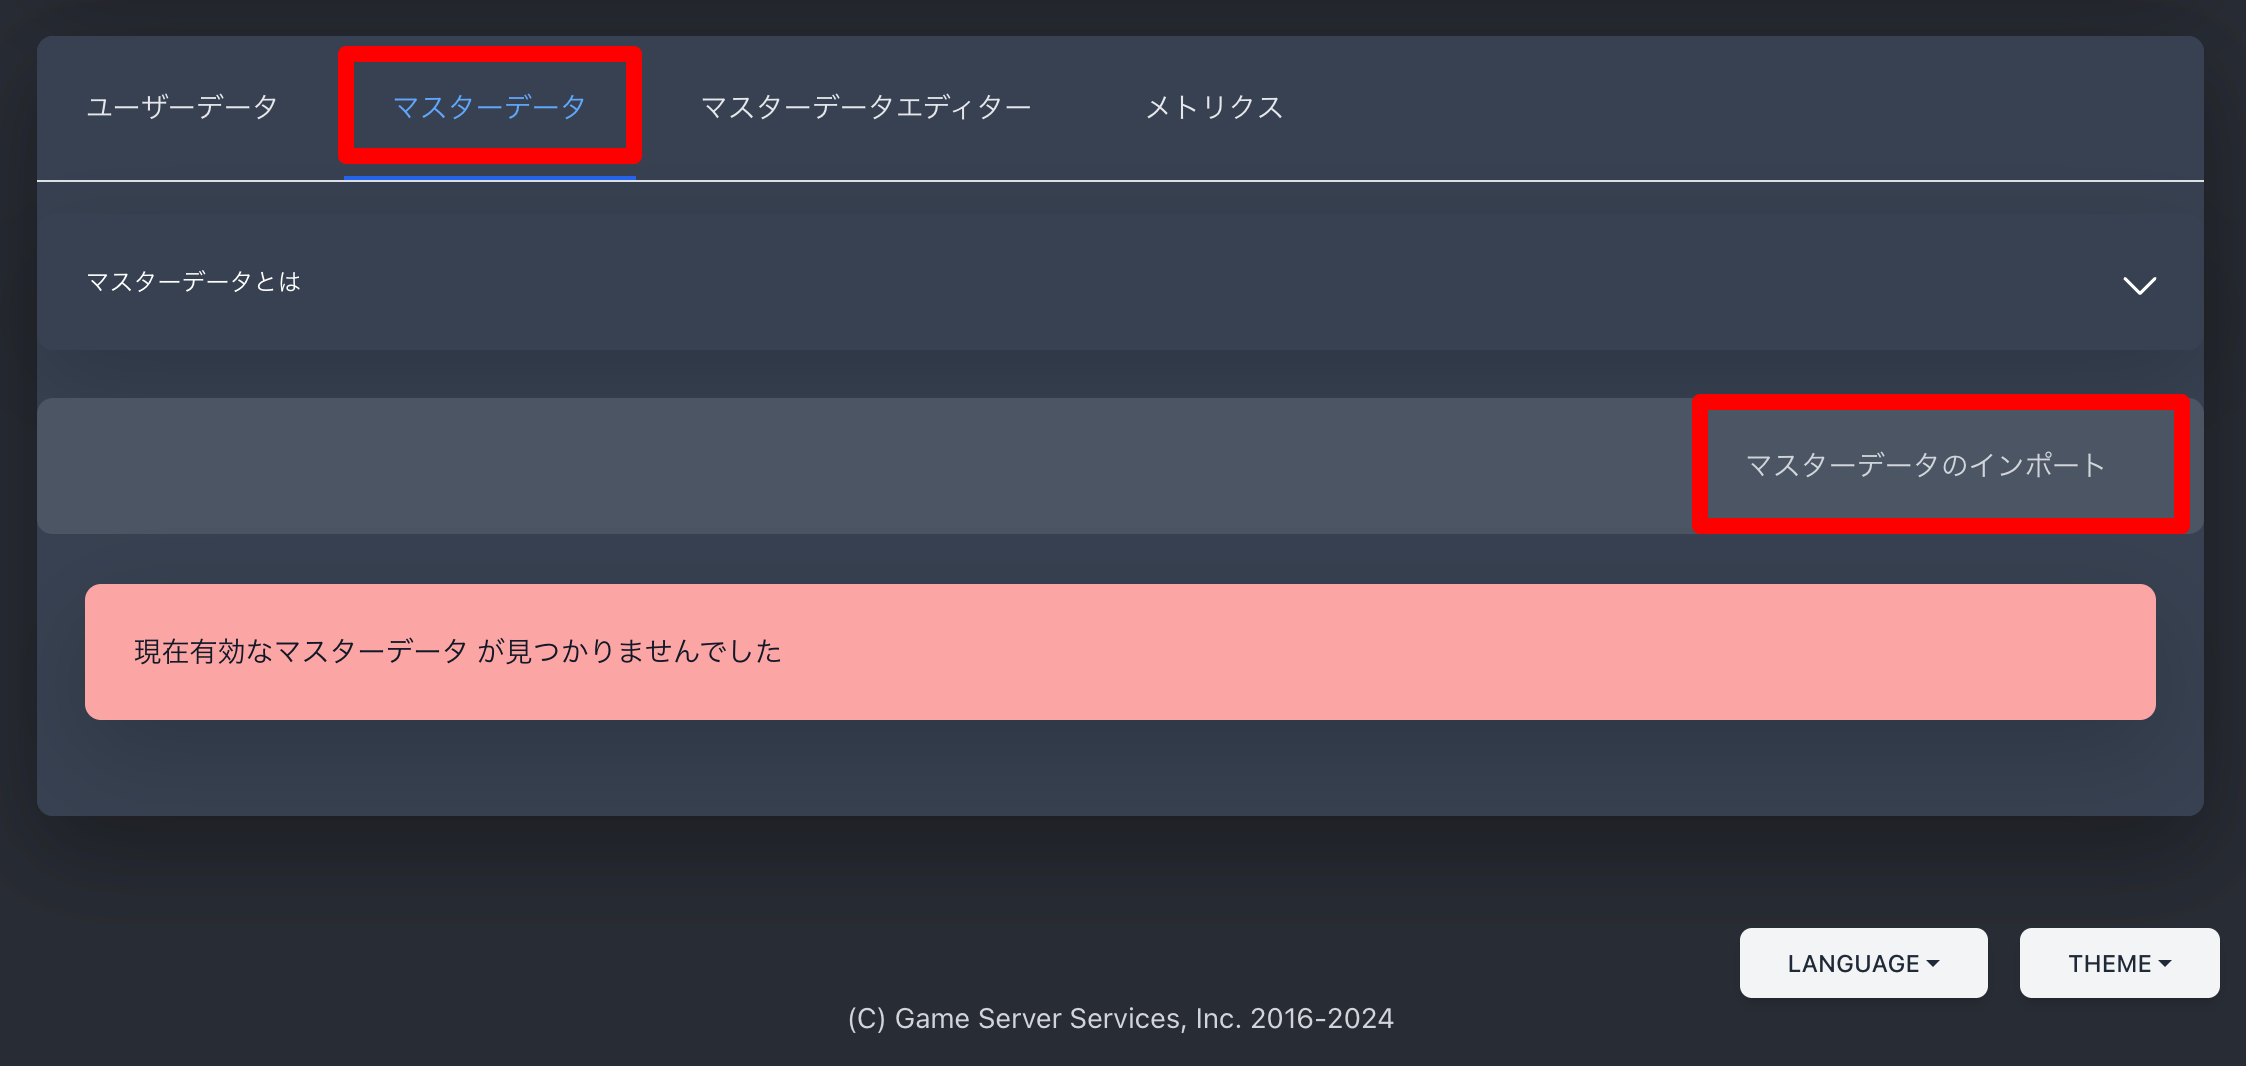 ユーザーデータ マスターデータ マスターデータエディター メトリクス
マスターデータとは
マスターデータのインポート
現在有効なマスターデータ が見つかりませんでした
LANGUAGE THEME
(C) Game Server Services, Inc. 2016-2024